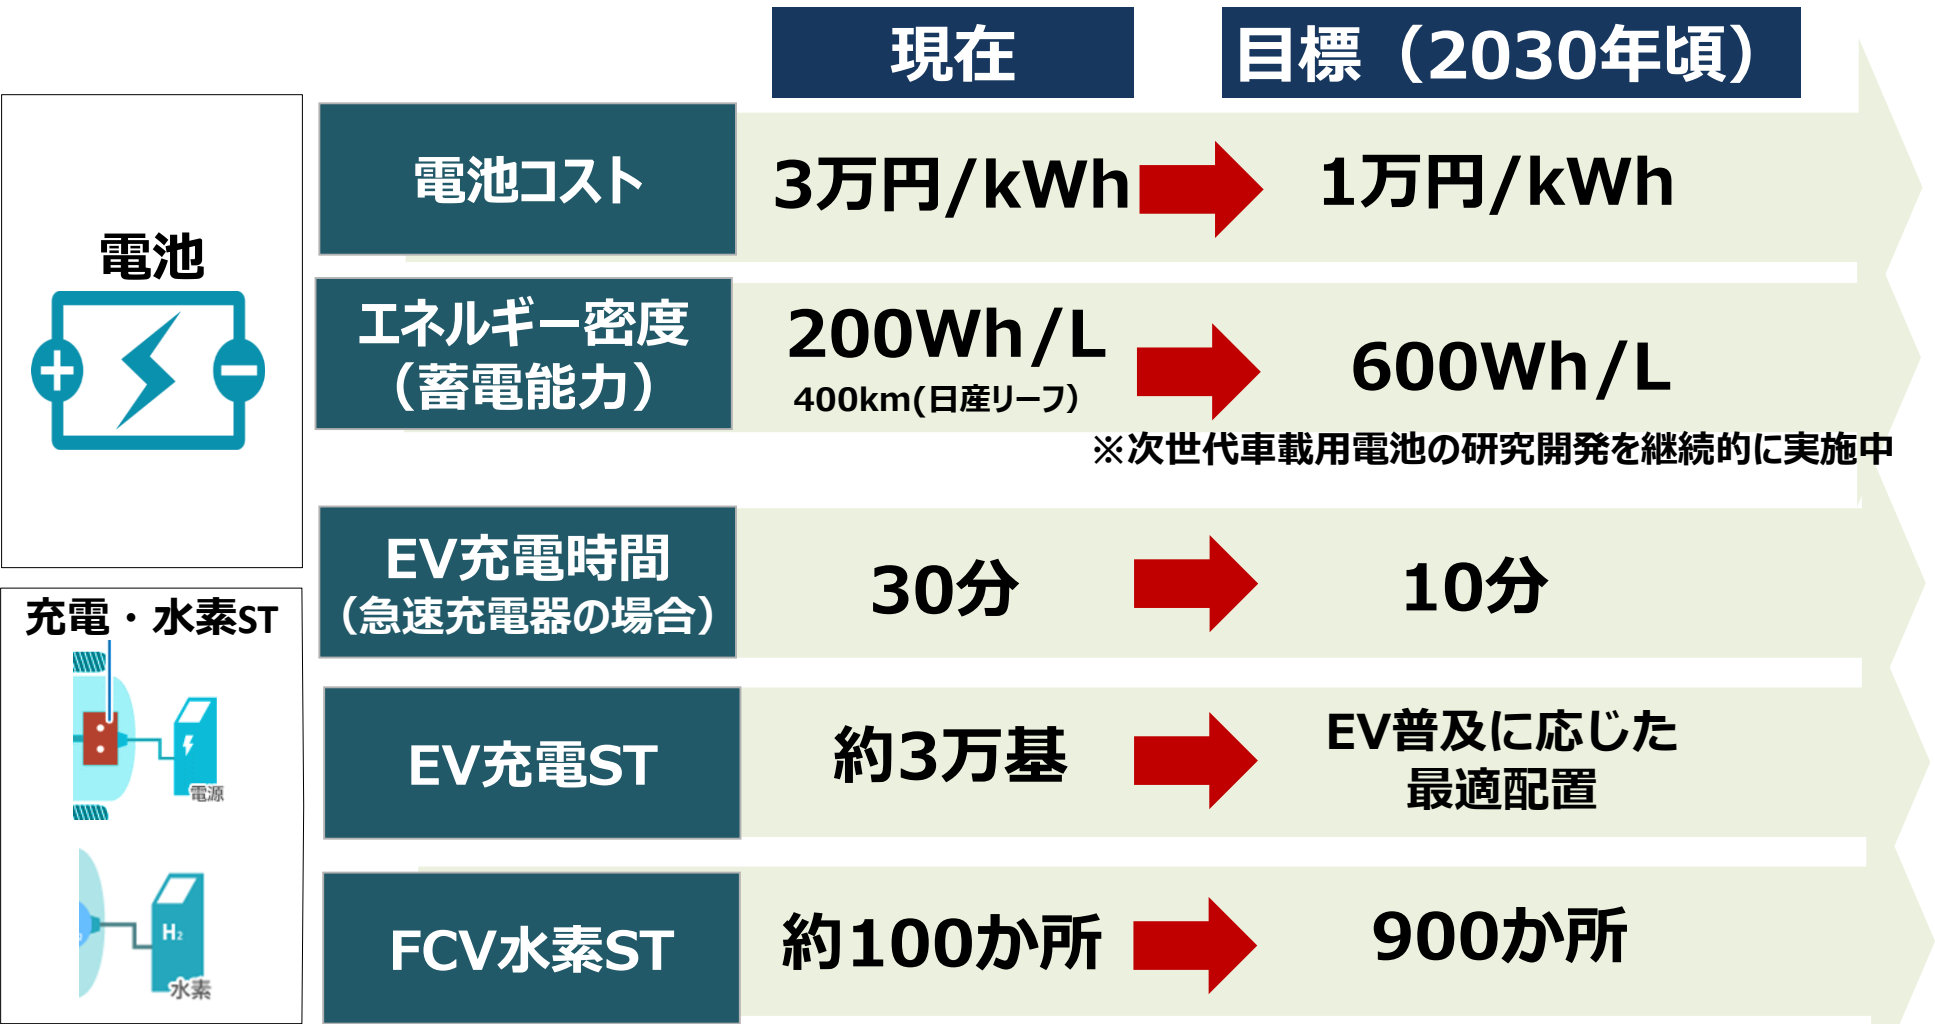 現在
目標（2030年頃）
電池
電池コスト
3万円/kWh
1万円/kWh
エネルギー密度
（蓄電能力）
200Wh/L
400km(日産リーフ）
600Wh/L
※次世代車載用電池の研究開発を継続的に実施中
充電・水素ST
電源
H₂
水素
EV充電時間
（急速充電器の場合）
30分
10分
EV充電ST
約3万基
EV普及に応じた
最適配置
FCV水素ST
約100か所
900か所